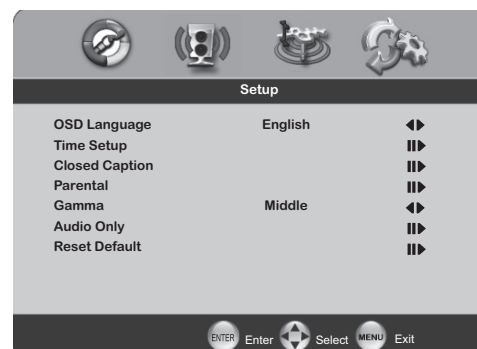 Setup
OSD Language English
Time Setup
Closed Caption
Parental
Gamma Middle
Audio Only
Reset Default
ENTER Enter Select MENU Exit